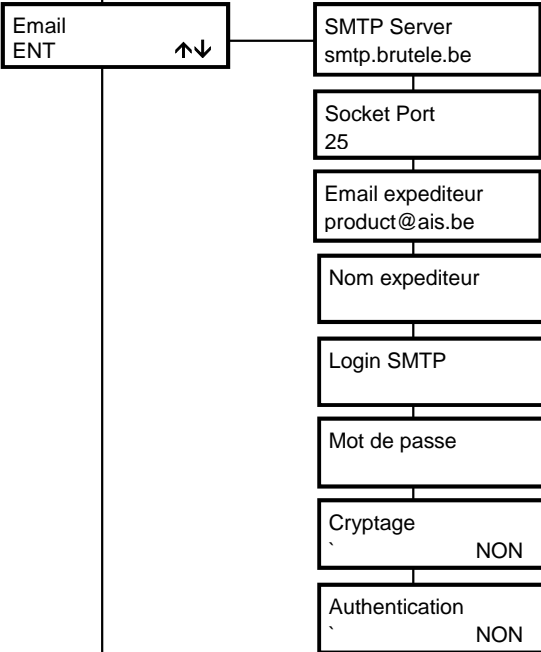 Email
ENT ↑↓
SMTP Server
smtp.brutele.be
Socket Port
25
Email expediteur
product@ais.be
Nom expediteur
Login SMTP
Mot de passe
Cryptage
` NON
Authentication
` NON